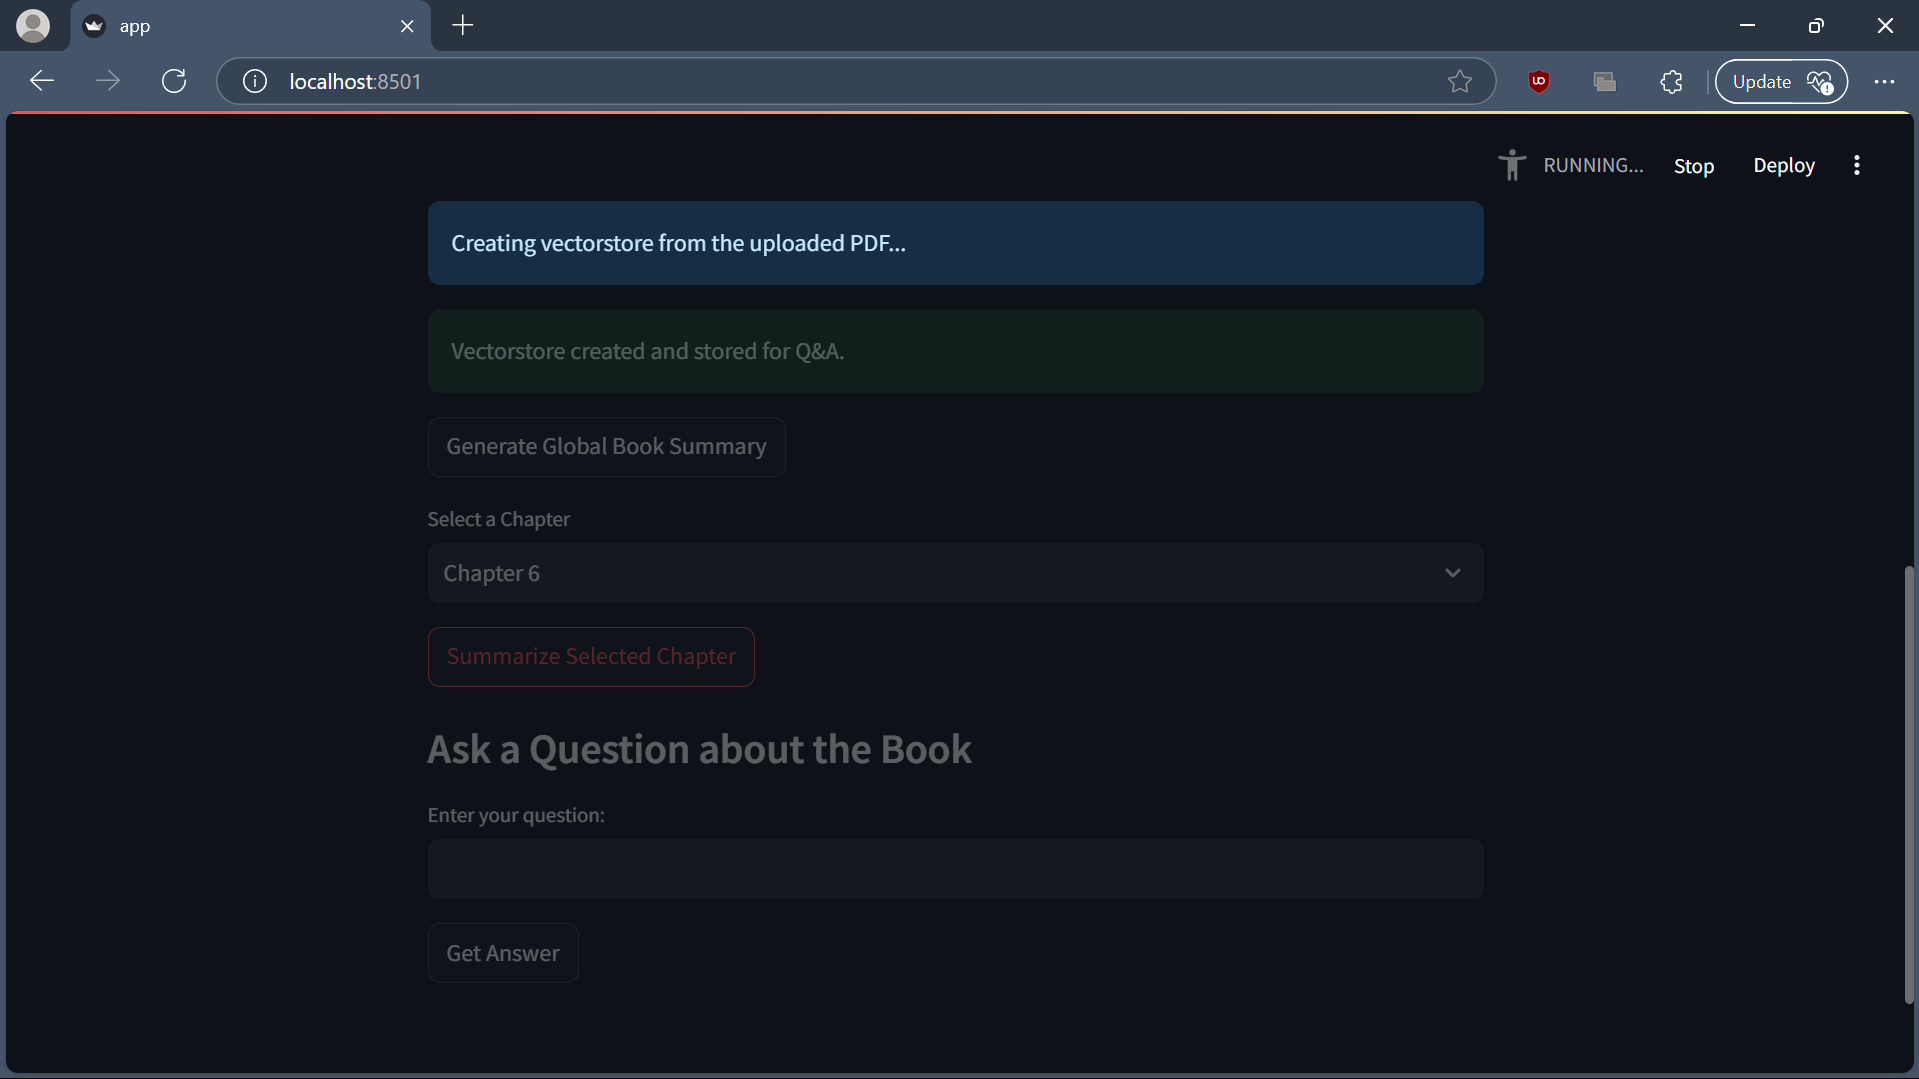 app
localhost:8501
Update
RUNNING...
Stop
Deploy
Creating vectorstore from the uploaded PDF...
Vectorstore created and stored for Q&A.
Generate Global Book Summary
Select a Chapter
Chapter 6
Summarize Selected Chapter
Ask a Question about the Book
Enter your question:
Get Answer